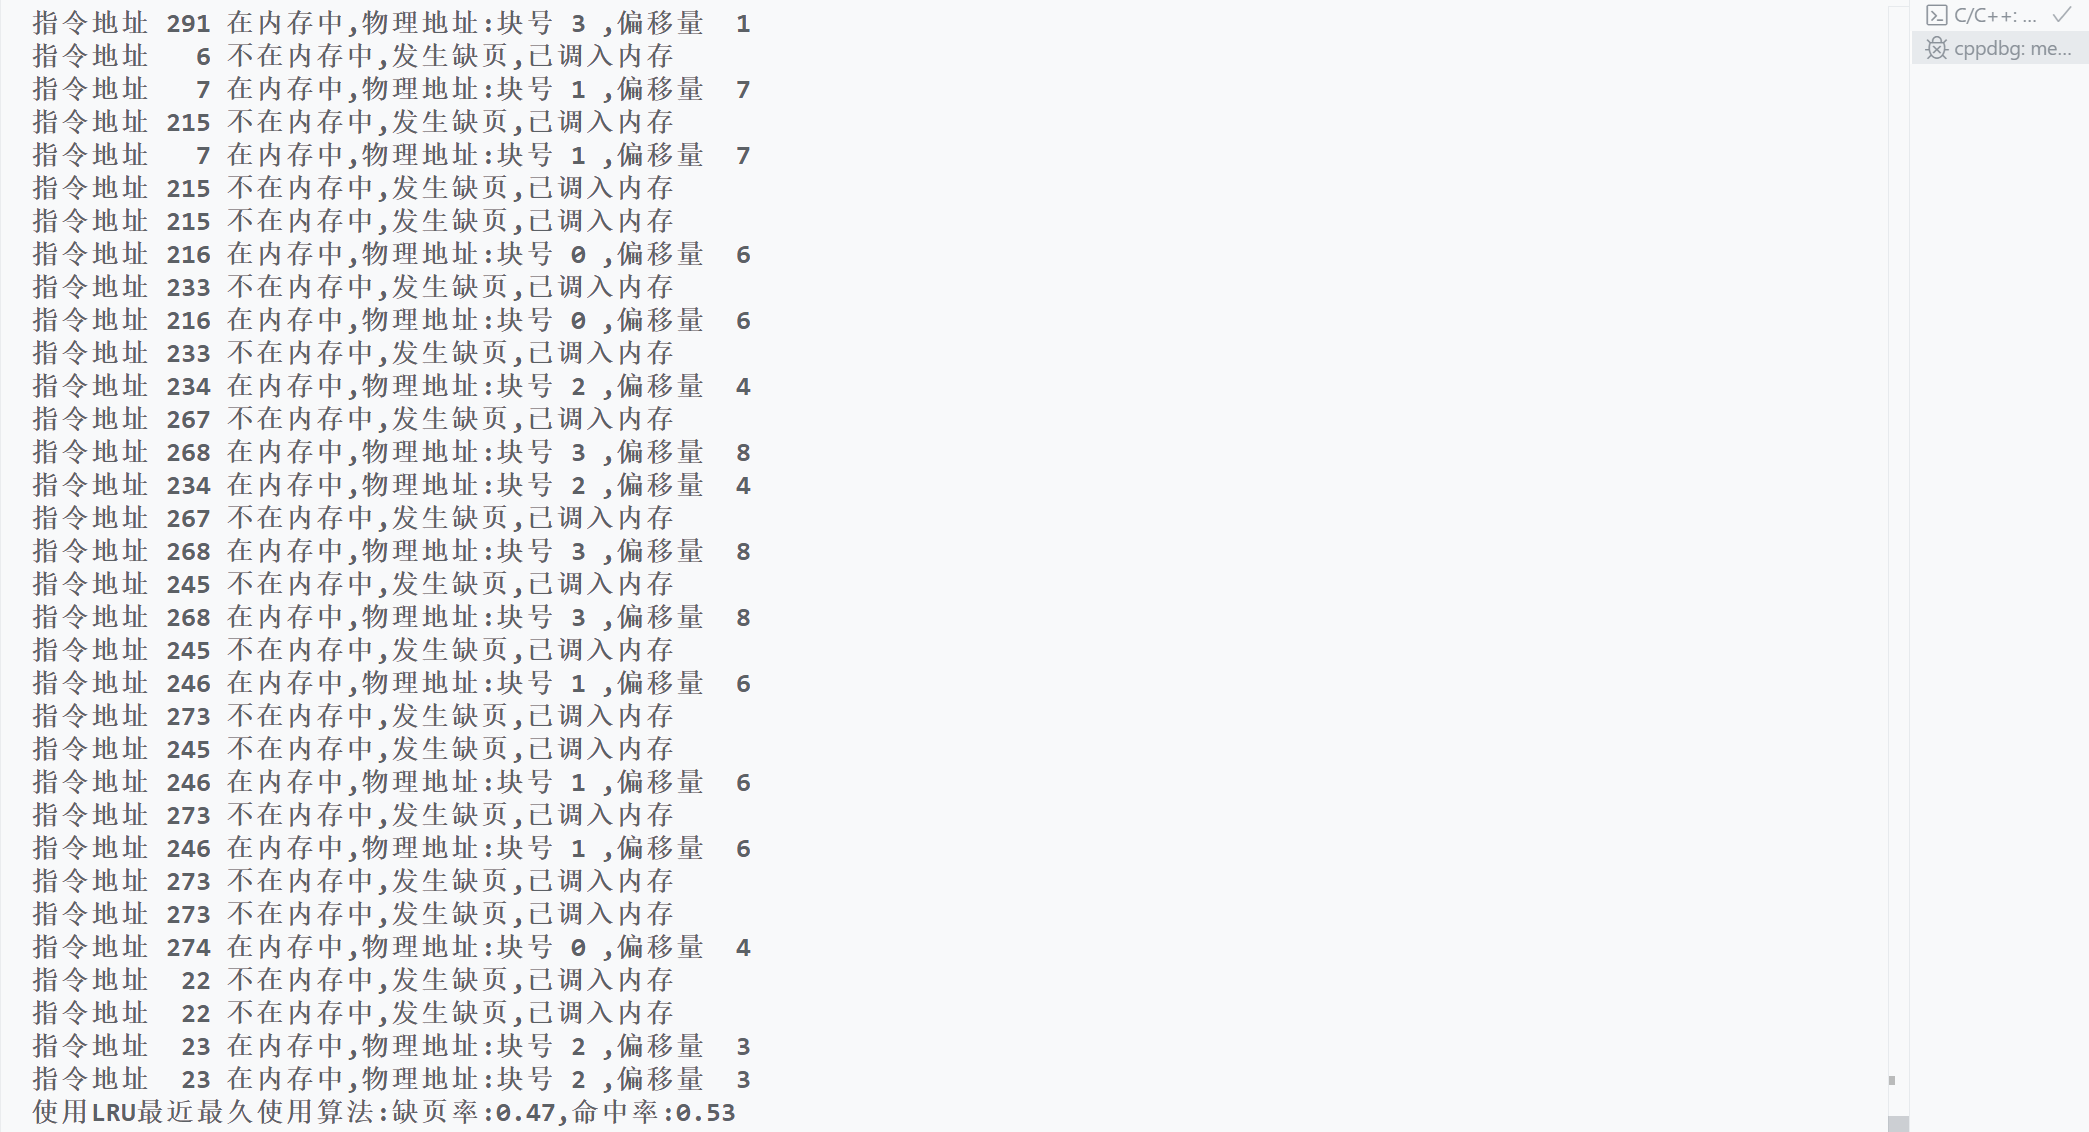 指令地址 291 在内存中,物理地址:块号 3 ,偏移量  1
指令地址   6 不在内存中,发生缺页,已调入内存
指令地址   7 在内存中,物理地址:块号 1 ,偏移量  7
指令地址 215 不在内存中,发生缺页,已调入内存
指令地址   7 在内存中,物理地址:块号 1 ,偏移量  7
指令地址 215 不在内存中,发生缺页,已调入内存
指令地址 215 不在内存中,发生缺页,已调入内存
指令地址 216 在内存中,物理地址:块号 0 ,偏移量  6
指令地址 233 不在内存中,发生缺页,已调入内存
指令地址 216 在内存中,物理地址:块号 0 ,偏移量  6
指令地址 233 不在内存中,发生缺页,已调入内存
指令地址 234 在内存中,物理地址:块号 2 ,偏移量  4
指令地址 267 不在内存中,发生缺页,已调入内存
指令地址 268 在内存中,物理地址:块号 3 ,偏移量  8
指令地址 234 在内存中,物理地址:块号 2 ,偏移量  4
指令地址 267 不在内存中,发生缺页,已调入内存
指令地址 268 在内存中,物理地址:块号 3 ,偏移量  8
指令地址 245 不在内存中,发生缺页,已调入内存
指令地址 268 在内存中,物理地址:块号 3 ,偏移量  8
指令地址 245 不在内存中,发生缺页,已调入内存
指令地址 246 在内存中,物理地址:块号 1 ,偏移量  6
指令地址 273 不在内存中,发生缺页,已调入内存
指令地址 245 不在内存中,发生缺页,已调入内存
指令地址 246 在内存中,物理地址:块号 1 ,偏移量  6
指令地址 273 不在内存中,发生缺页,已调入内存
指令地址 246 在内存中,物理地址:块号 1 ,偏移量  6
指令地址 273 不在内存中,发生缺页,已调入内存
指令地址 273 不在内存中,发生缺页,已调入内存
指令地址 274 在内存中,物理地址:块号 0 ,偏移量  4
指令地址  22 不在内存中,发生缺页,已调入内存
指令地址  22 不在内存中,发生缺页,已调入内存
指令地址  23 在内存中,物理地址:块号 2 ,偏移量  3
指令地址  23 在内存中,物理地址:块号 2 ,偏移量  3
使用LRU最近最久使用算法:缺页率:0.47,命中率:0.53
C/C++: ...
cppdbg: me...